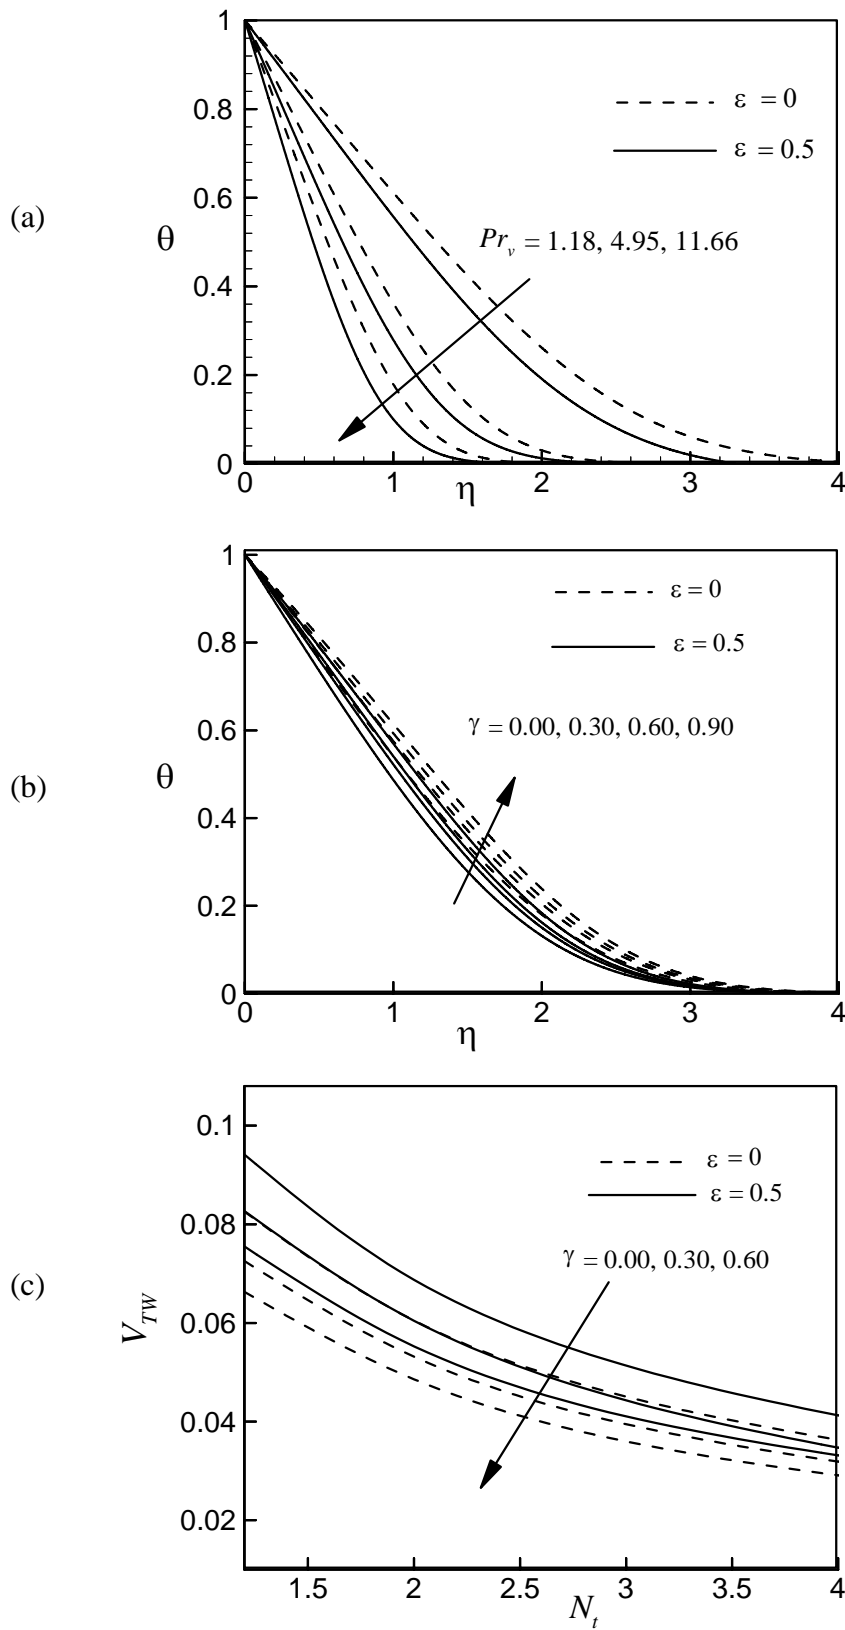 (a)
θ
1
0.8
0.6
0.4
0.2
0
ε = 0
ε = 0.5
Pr_v = 1.18, 4.95, 11.66
0 1 2 3 4
η
(b)
θ
1
0.8
0.6
0.4
0.2
0
ε = 0
ε = 0.5
γ = 0.00, 0.30, 0.60, 0.90
0 1 2 3 4
η
(c)
V_TW
0.1
0.08
0.06
0.04
0.02
ε = 0
ε = 0.5
γ = 0.00, 0.30, 0.60
1.5 2 2.5 3 3.5 4
N_t